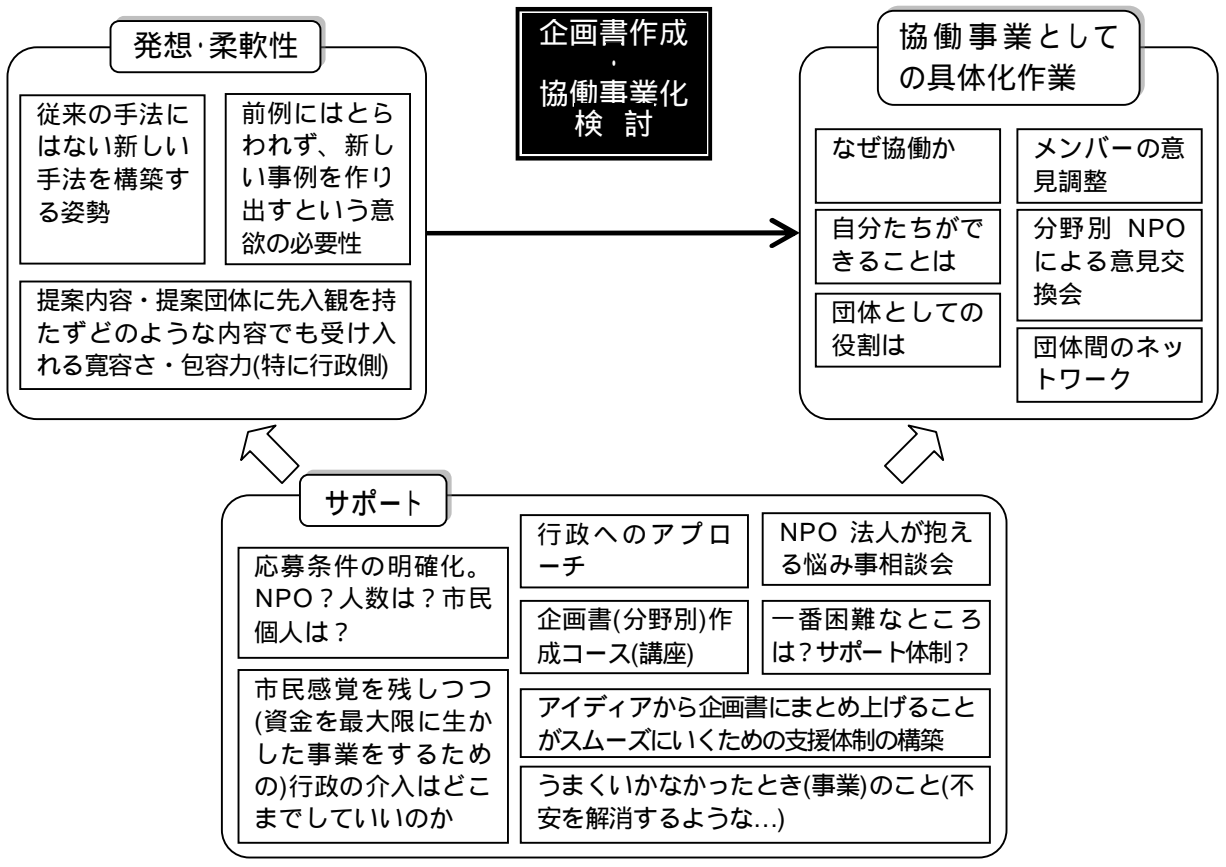 発想・柔軟性
従来の手法に
はない新しい
手法を構築す
る姿勢
前例にはとら
われず、新し
い事例を作り
出すという意
欲の必要性
提案内容・提案団体に先入観を持
たずどのような内容でも受け入
れる寛容さ・包容力(特に行政側)
企画書作成
・
協働事業化
検 討
協働事業として
の具体化作業
なぜ協働か
自分たちがで
きることは
団体としての
役割は
メンバーの意
見調整
分野別 NPO
による意見交
換会
団体間のネッ
トワーク
サポート
応募条件の明確化。
NPO？人数は？市民
個人は？
市民感覚を残しつつ
(資金を最大限に生か
した事業をするため
の)行政の介入はどこ
までしていいのか
行政へのアプロ
ーチ
NPO 法人が抱え
る悩み事相談会
企画書(分野別)作
成コース(講座)
一番困難なところ
は？サポート体制？
アイディアから企画書にまとめ上げること
がスムーズにいくための支援体制の構築
うまくいかなかったとき(事業)のこと(不
安を解消するような…)